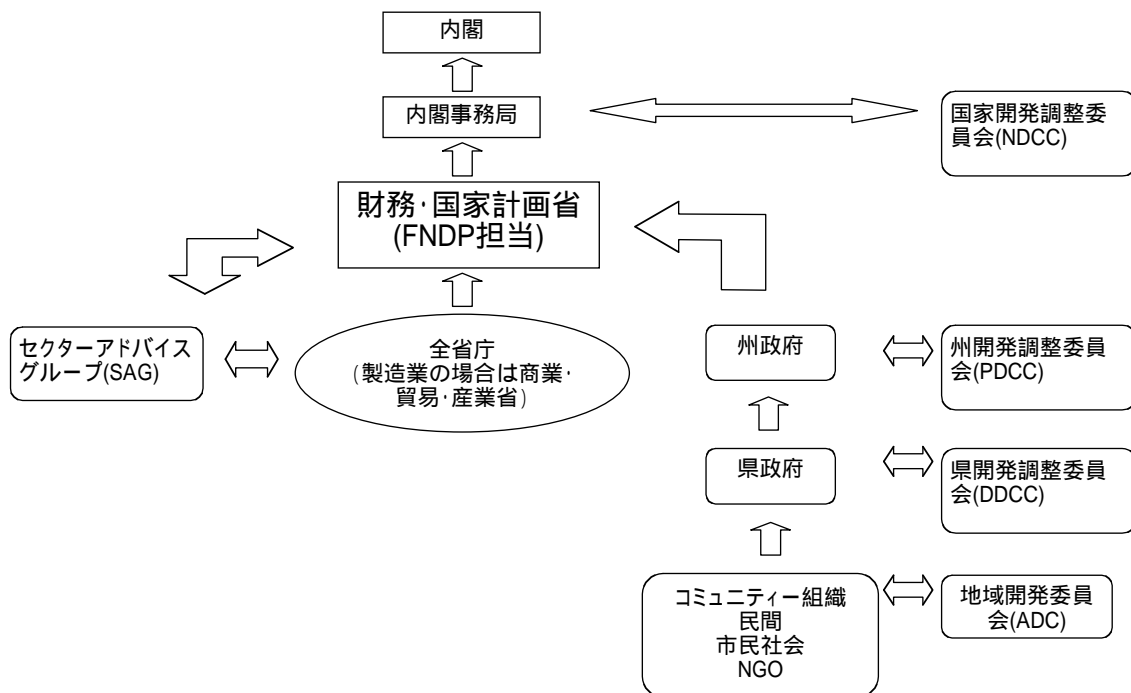 内閣
内閣事務局
国家開発調整委
員会(NDCC)
財務・国家計画省
(FNDP担当)
セクターアドバイス
グループ(SAG)
全省庁
(製造業の場合は商業・
貿易・産業省)
州政府
州開発調整委員
会(PDCC)
県政府
県開発調整委員
会(DDCC)
コミュニティー組織
民間
市民社会
NGO
地域開発委員
会(ADC)